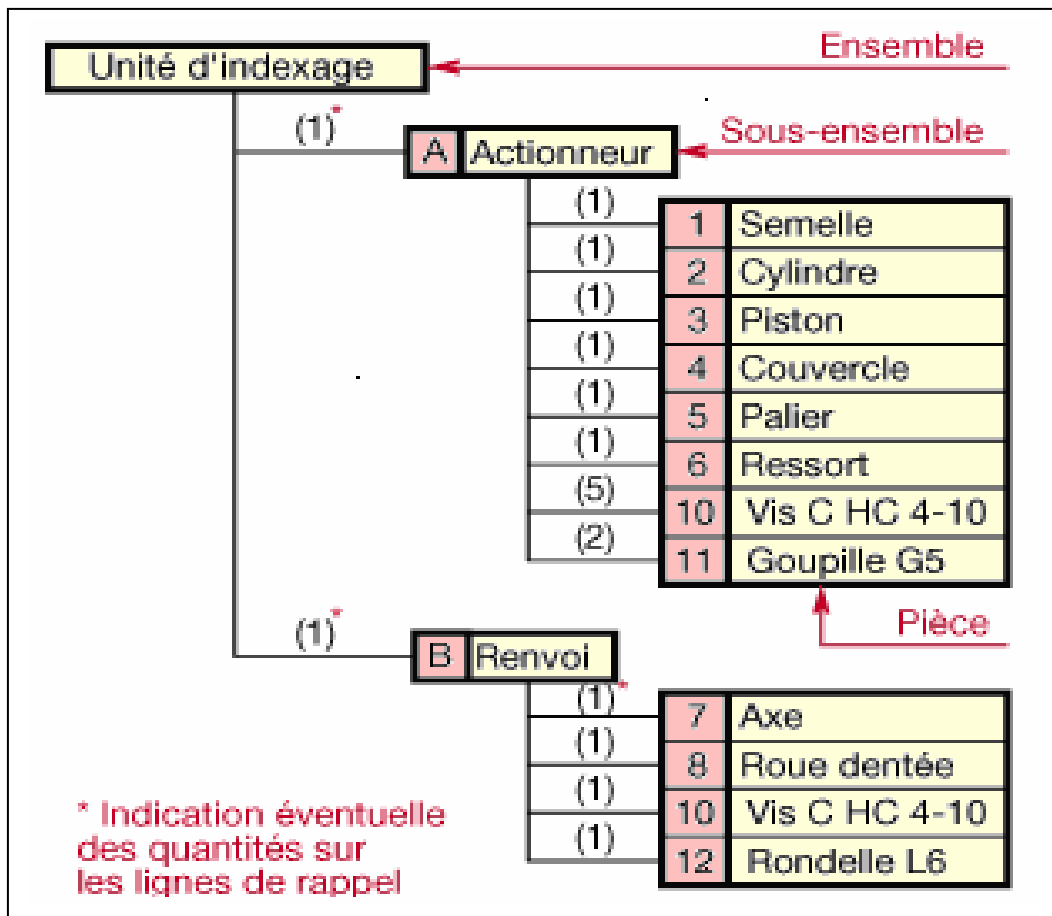 Unité d'indexage
Ensemble
(1)*
A Actionneur
Sous-ensemble
(1) 1 Semelle
(1) 2 Cylindre
(1) 3 Piston
(1) 4 Couvercle
(1) 5 Palier
(1) 6 Ressort
(5) 10 Vis C HC 4-10
(2) 11 Goupille G5
Pièce
(1)*
B Renvoi
(1)* 7 Axe
(1) 8 Roue dentée
(1) 10 Vis C HC 4-10
(1) 12 Rondelle L6
* Indication éventuelle
des quantités sur
les lignes de rappel